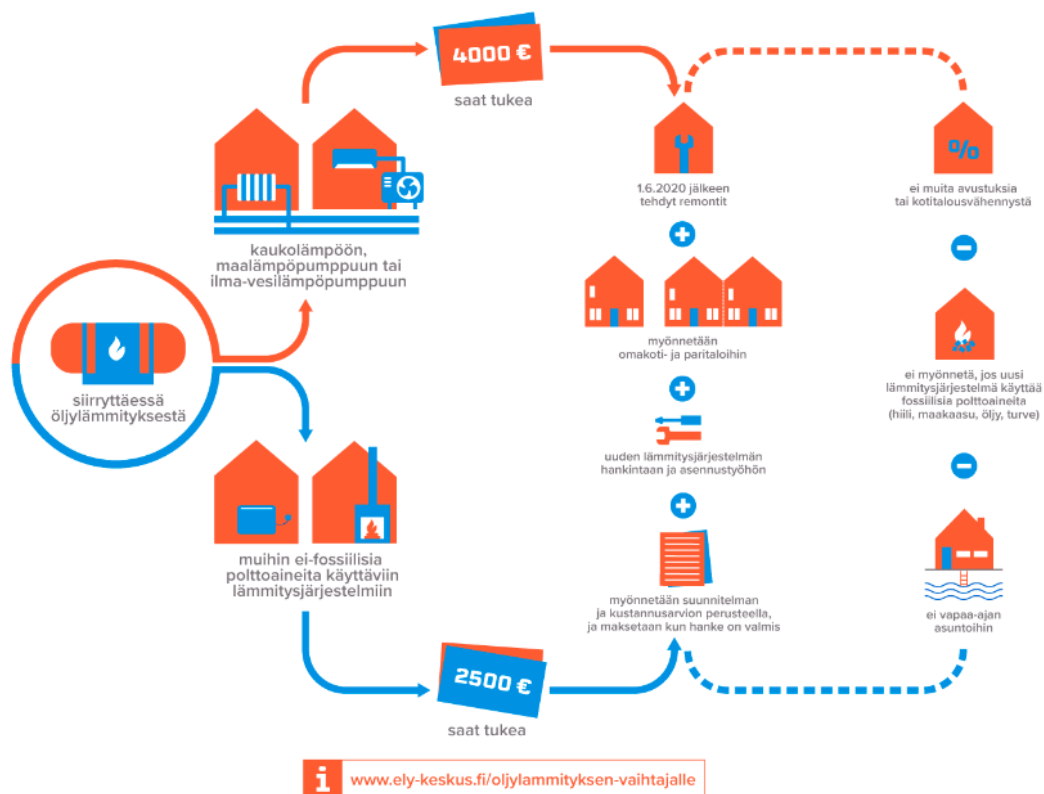 4000 €
saat tukea
kaukolämpöön,
maalämpöpumppuun tai
ilma-vesilämpöpumppuun
siirryttäessä
öljylämmityksestä
muihin ei-fossiilisia
polttoaineita käyttäviin
lämmitysjärjestelmiin
2500 €
saat tukea
1.6.2020 jälkeen
tehdyt remontit
myönnetään
omakoti- ja paritaloihin
uuden lämmitysjärjestelmän
hankintaan ja asennustyöhön
myönnetään suunnitelman
ja kustannusarvion perusteella,
ja maksetaan kun hanke on valmis
%
ei muita avustuksia
tai kotitalousvähennystä
ei myönnetä, jos uusi
lämmitysjärjestelmä käyttää
fossiilisia polttoaineita
(hiili, maakaasu, öljy, turve)
ei vapaa-ajan
asuntoihin
i www.ely-keskus.fi/oljylammityksen-vaihtajalle